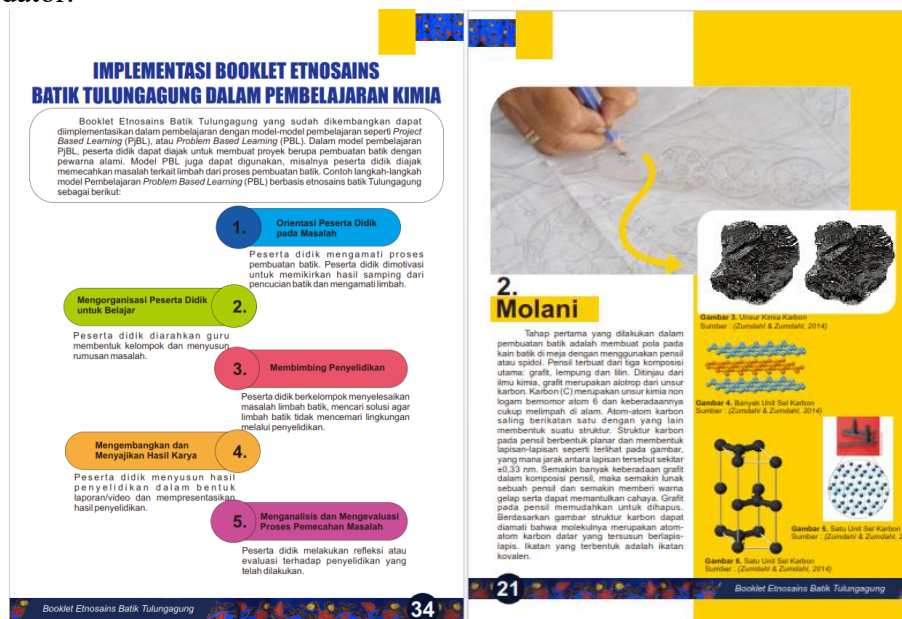 dator.
IMPLEMENTASI BOOKLET ETNOSAINS
BATIK TULUNGAGUNG DALAM PEMBELAJARAN KIMIA
Booklet Etnosains Batik Tulungagung yang sudah dikembangkan dapat
diimplementasikan dalam pembelajaran dengan model-model pembelajaran seperti Project
Based Learning (PjBL), atau Problem Based Learning (PBL). Dalam model pembelajaran
PjBL, peserta didik dapat diajak untuk membuat proyek berupa pembuatan batik dengan
pewarna alami. Model PBL juga dapat digunakan, misalnya peserta didik diajak
memecahkan masalah terkait limbah dari proses pembuatan batik. Contoh langkah-langkah
model Pembelajaran Problem Based Learning (PBL) berbasis etnosains batik Tulungagung
sebagai berikut:
1.
Orientasi Peserta Didik
pada Masalah
Peserta didik mengamati proses
pembuatan batik. Peserta didik dimotivasi
untuk memikirkan hasil samping dari
pencucian batik dan mengamati limbah.
Mengorganisasi Peserta Didik
untuk Belajar
2.
Peserta didik diarahkan guru
membentuk kelompok dan menyusun
rumusan masalah.
3.
Membimbing Penyelidikan
Peserta didik berkelompok menyelesaikan
masalah limbah batik, mencari solusi agar
limbah batik tidak mencemari lingkungan
melalui penyelidikan.
Mengembangkan dan
Menyajikan Hasil Karya
4.
Peserta didik menyusun hasil
penyelidikan dalam bentuk
laporan/video dan mempresentasikan
hasil penyelidikan.
5.
Menganalisis dan Mengevaluasi
Proses Pemecahan Masalah
Peserta didik melakukan refleksi atau
evaluasi terhadap penyelidikan yang
telah dilakukan.
Booklet Etnosains Batik Tulungagung
34
2.
Molani
Tahap pertama yang dilakukan dalam
pembuatan batik adalah membuat pola pada
kain batik di meja dengan menggunakan pensil
atau spidol. Pensil terbuat dari tiga komposisi
utama: grafit, lempung dan lilin. Ditinjau dari
ilmu kimia, grafit merupakan alotrop dari unsur
karbon. Karbon (C) merupakan unsur kimia non
logam bernomor atom 6 dan keberadaannya
cukup melimpah di alam. Atom-atom karbon
saling berikatan satu dengan yang lain
membentuk suatu struktur. Struktur karbon
pada pensil berbentuk planar dan membentuk
lapisan-lapisan seperti terlihat pada gambar,
yang mana jarak antara lapisan tersebut sekitar
±0,33 nm. Semakin banyak keberadaan grafit
dalam komposisi pensil, maka semakin lunak
sebuah pensil dan semakin memberi warna
gelap serta dapat memantulkan cahaya. Grafit
pada pensil memudahkan untuk dihapus.
Berdasarkan gambar struktur karbon dapat
diamati bahwa molekulnya merupakan atom-
atom karbon datar yang tersusun berlapis-
lapis. Ikatan yang terbentuk adalah ikatan
kovalen.
Gambar 3. Unsur Kimia Karbon
Sumber : (Zumdahl & Zumdahl, 2014)
Gambar 4. Banyak Unit Sel Karbon
Sumber : (Zumdahl & Zumdahl, 2014)
Gambar 5. Satu Unit Sel Karbon
Sumber : (Zumdahl & Zumdahl, 2
Gambar 6. Satu Unit Sel Karbon
Sumber : (Zumdahl & Zumdahl, 2014)
21
Booklet Etnosains Batik Tulungagung